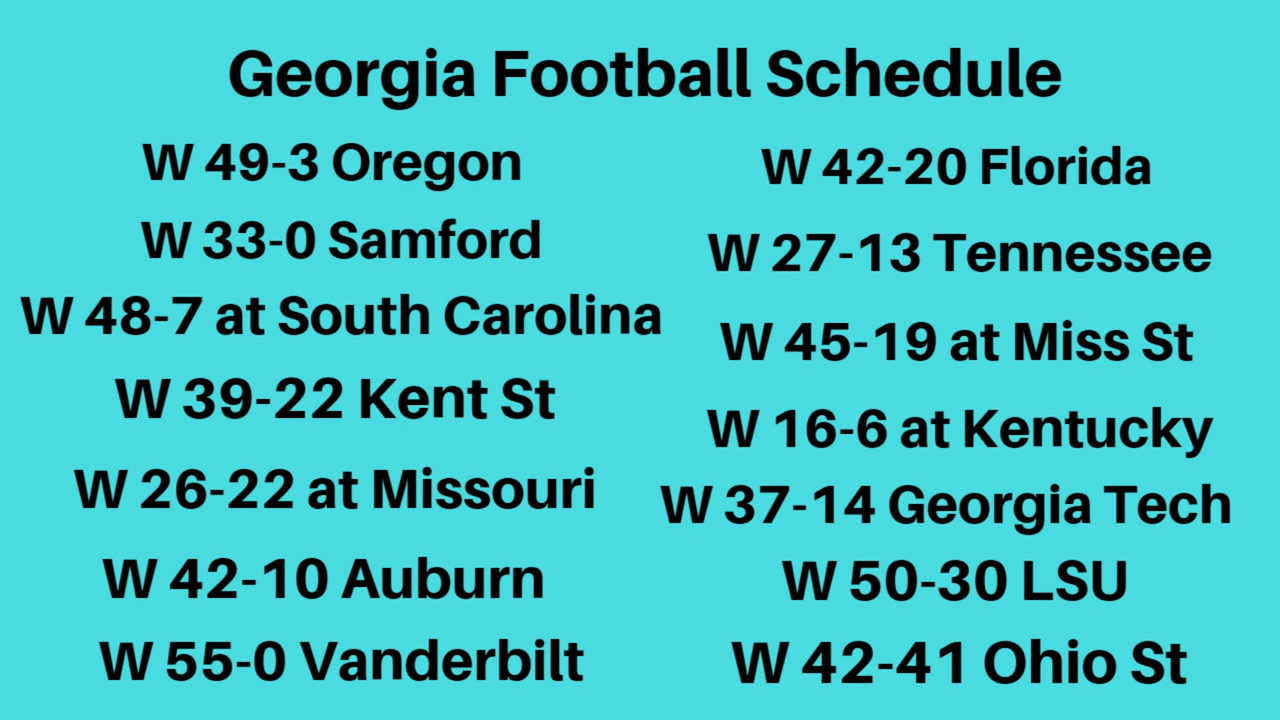 Georgia Football Schedule
W 49-3 Oregon
W 33-0 Samford
W 48-7 at South Carolina
W 39-22 Kent St
W 26-22 at Missouri
W 42-10 Auburn
W 55-0 Vanderbilt
W 42-20 Florida
W 27-13 Tennessee
W 45-19 at Miss St
W 16-6 at Kentucky
W 37-14 Georgia Tech
W 50-30 LSU
W 42-41 Ohio St